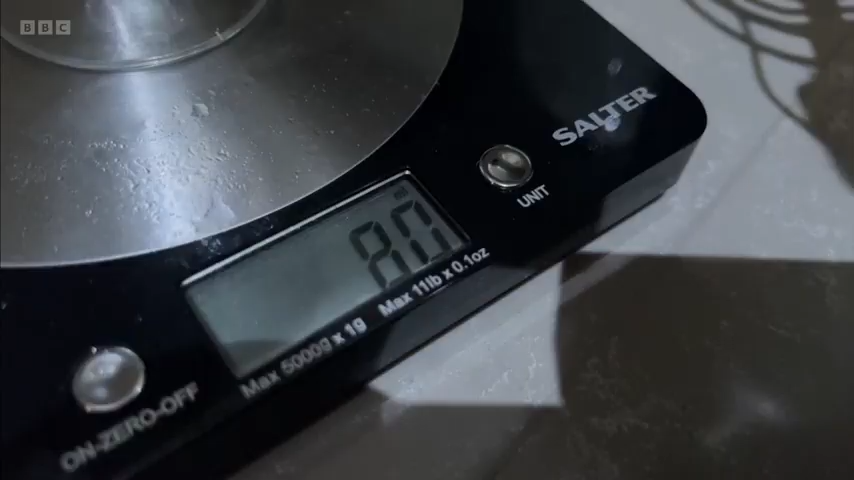 BBC
SALTER
UNIT
80
Max 5000g x 1g Max 11lb x 0.1oz
ON-ZERO-OFF